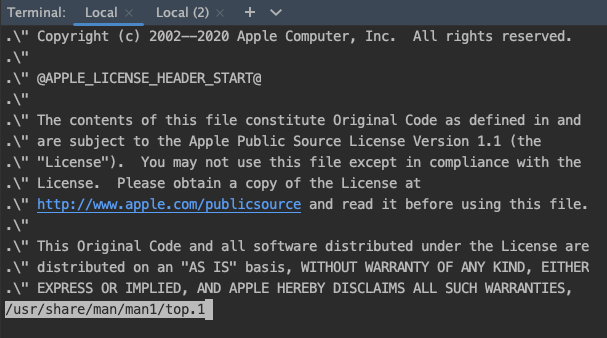 Terminal: Local × Local (2) × + ∨
.\" Copyright (c) 2002--2020 Apple Computer, Inc.  All rights reserved.
.\"
.\" @APPLE_LICENSE_HEADER_START@
.\"
.\" The contents of this file constitute Original Code as defined in and
.\" are subject to the Apple Public Source License Version 1.1 (the
.\" "License").  You may not use this file except in compliance with the
.\" License.  Please obtain a copy of the License at
.\" http://www.apple.com/publicsource and read it before using this file.
.\"
.\" This Original Code and all software distributed under the License are
.\" distributed on an "AS IS" basis, WITHOUT WARRANTY OF ANY KIND, EITHER
.\" EXPRESS OR IMPLIED, AND APPLE HEREBY DISCLAIMS ALL SUCH WARRANTIES,
/usr/share/man/man1/top.1